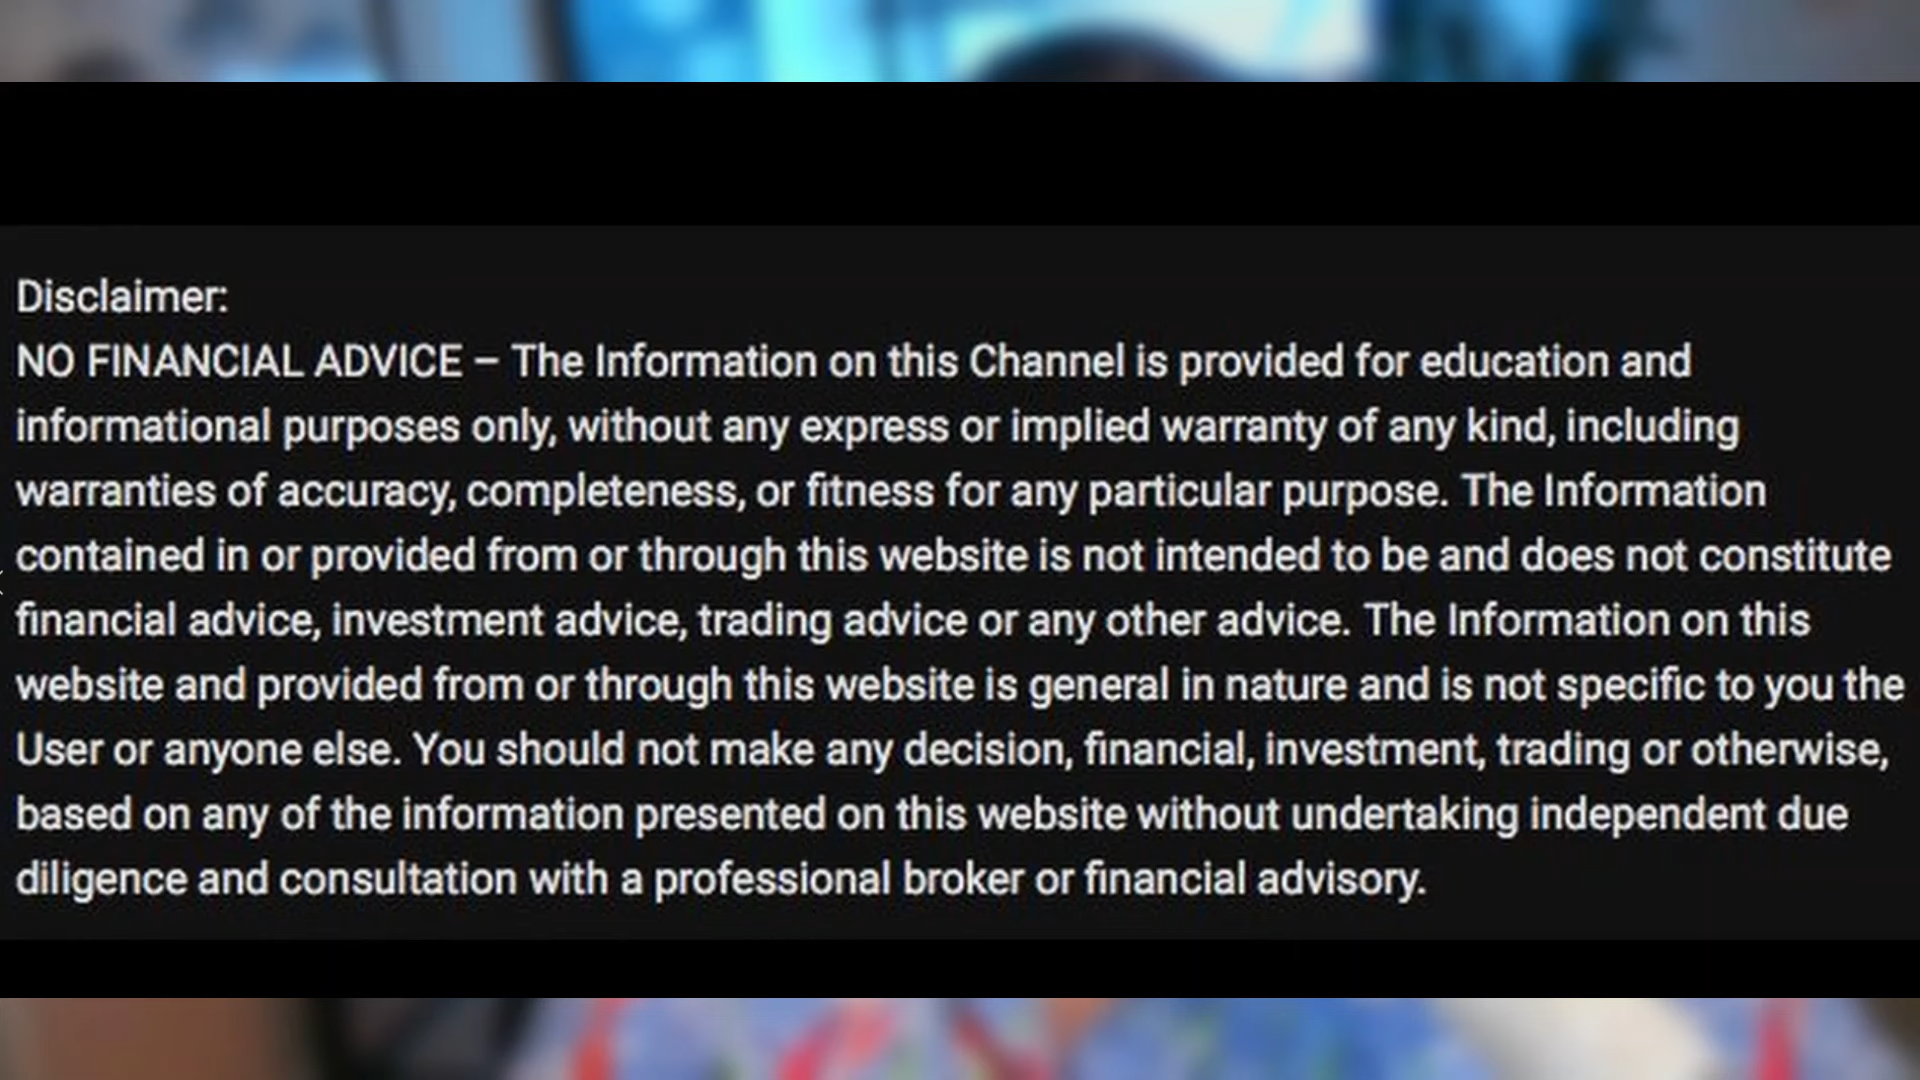 Disclaimer:
NO FINANCIAL ADVICE – The Information on this Channel is provided for education and
informational purposes only, without any express or implied warranty of any kind, including
warranties of accuracy, completeness, or fitness for any particular purpose. The Information
contained in or provided from or through this website is not intended to be and does not constitute
financial advice, investment advice, trading advice or any other advice. The Information on this
website and provided from or through this website is general in nature and is not specific to you the
User or anyone else. You should not make any decision, financial, investment, trading or otherwise,
based on any of the information presented on this website without undertaking independent due
diligence and consultation with a professional broker or financial advisory.